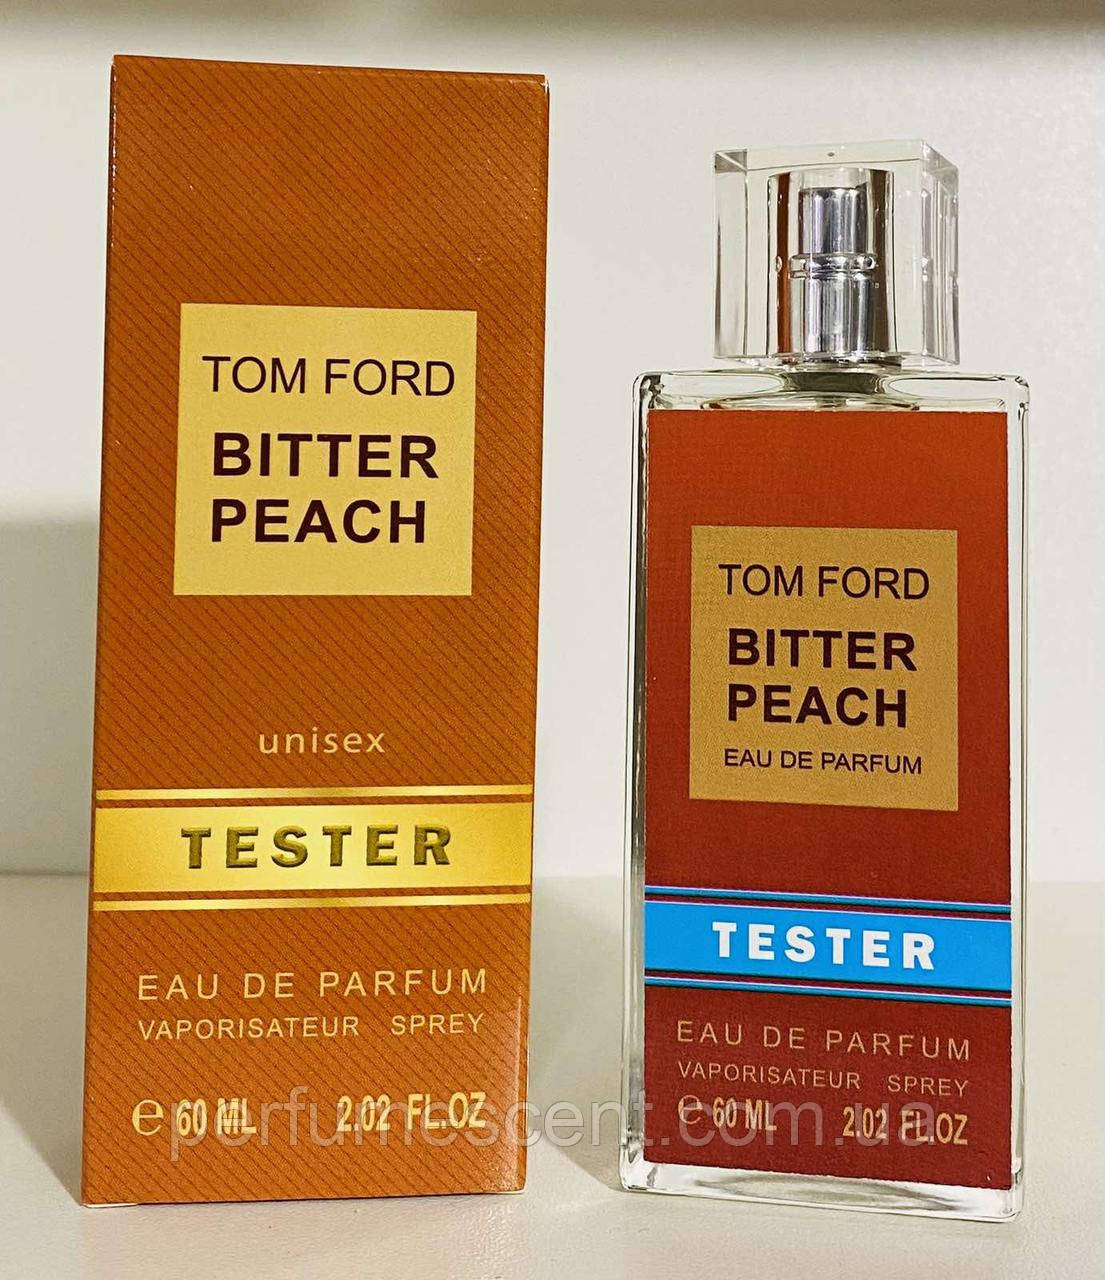 TOM FORD
BITTER
PEACH
unisex
TESTER
EAU DE PARFUM
VAPORISATEUR SPREY
e 60 ML 2.02 FL.OZ
TOM FORD
BITTER
PEACH
EAU DE PARFUM
TESTER
EAU DE PARFUM
VAPORISATEUR SPREY
e 60 ML 2.02 FL.OZ
perfumescent.com.ua